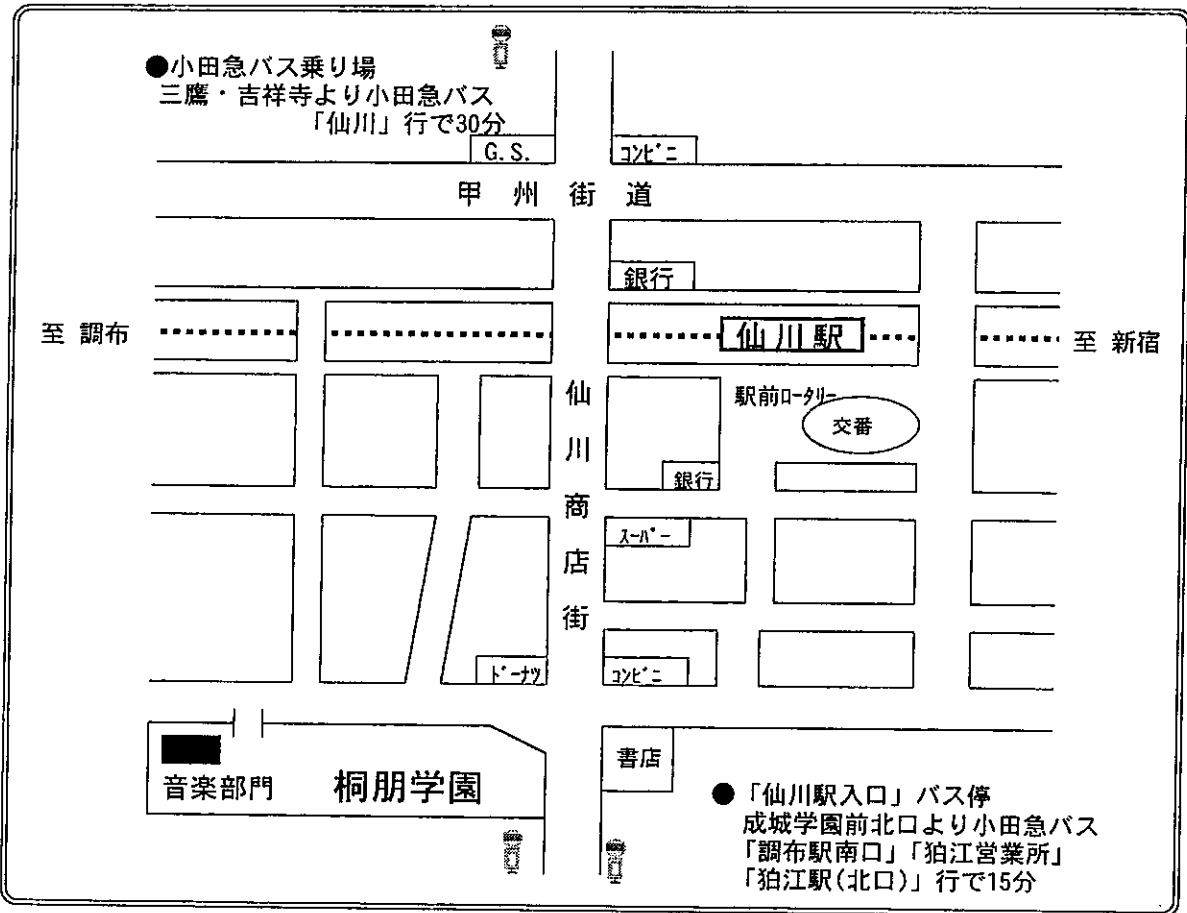 ●小田急バス乗り場
三鷹・吉祥寺より小田急バス
「仙川」行で30分
G.S.
コンビニ
甲州街道
銀行
至 調布
仙川駅
至 新宿
仙川商店街
駅前ロータリー
交番
銀行
スーパー
ドーナツ
コンビニ
音楽部門
桐朋学園
書店
●「仙川駅入口」バス停
成城学園前北口より小田急バス
「調布駅南口」「狛江営業所」
「狛江駅(北口)」行で15分